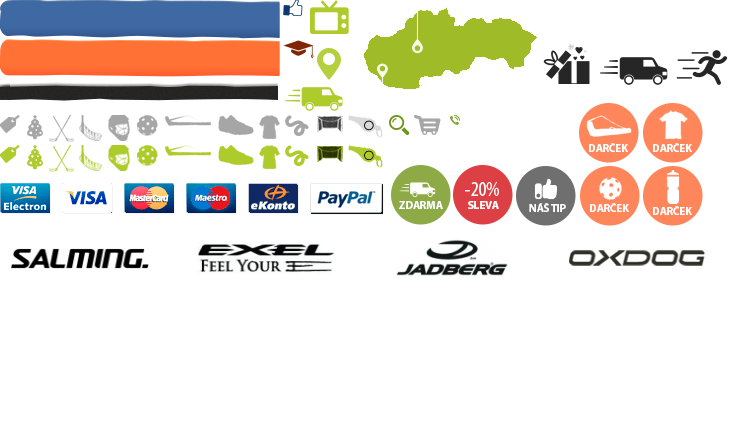 DARČEK
DARČEK
VISA
Electron
VISA
MasterCard
Maestro
eKonto
PayPal
ZDARMA
-20%
SLEVA
NÁŠ TIP
DARČEK
DARČEK
SALMING.
EXEL
FEEL YOUR E
JADBERG
OXDOG